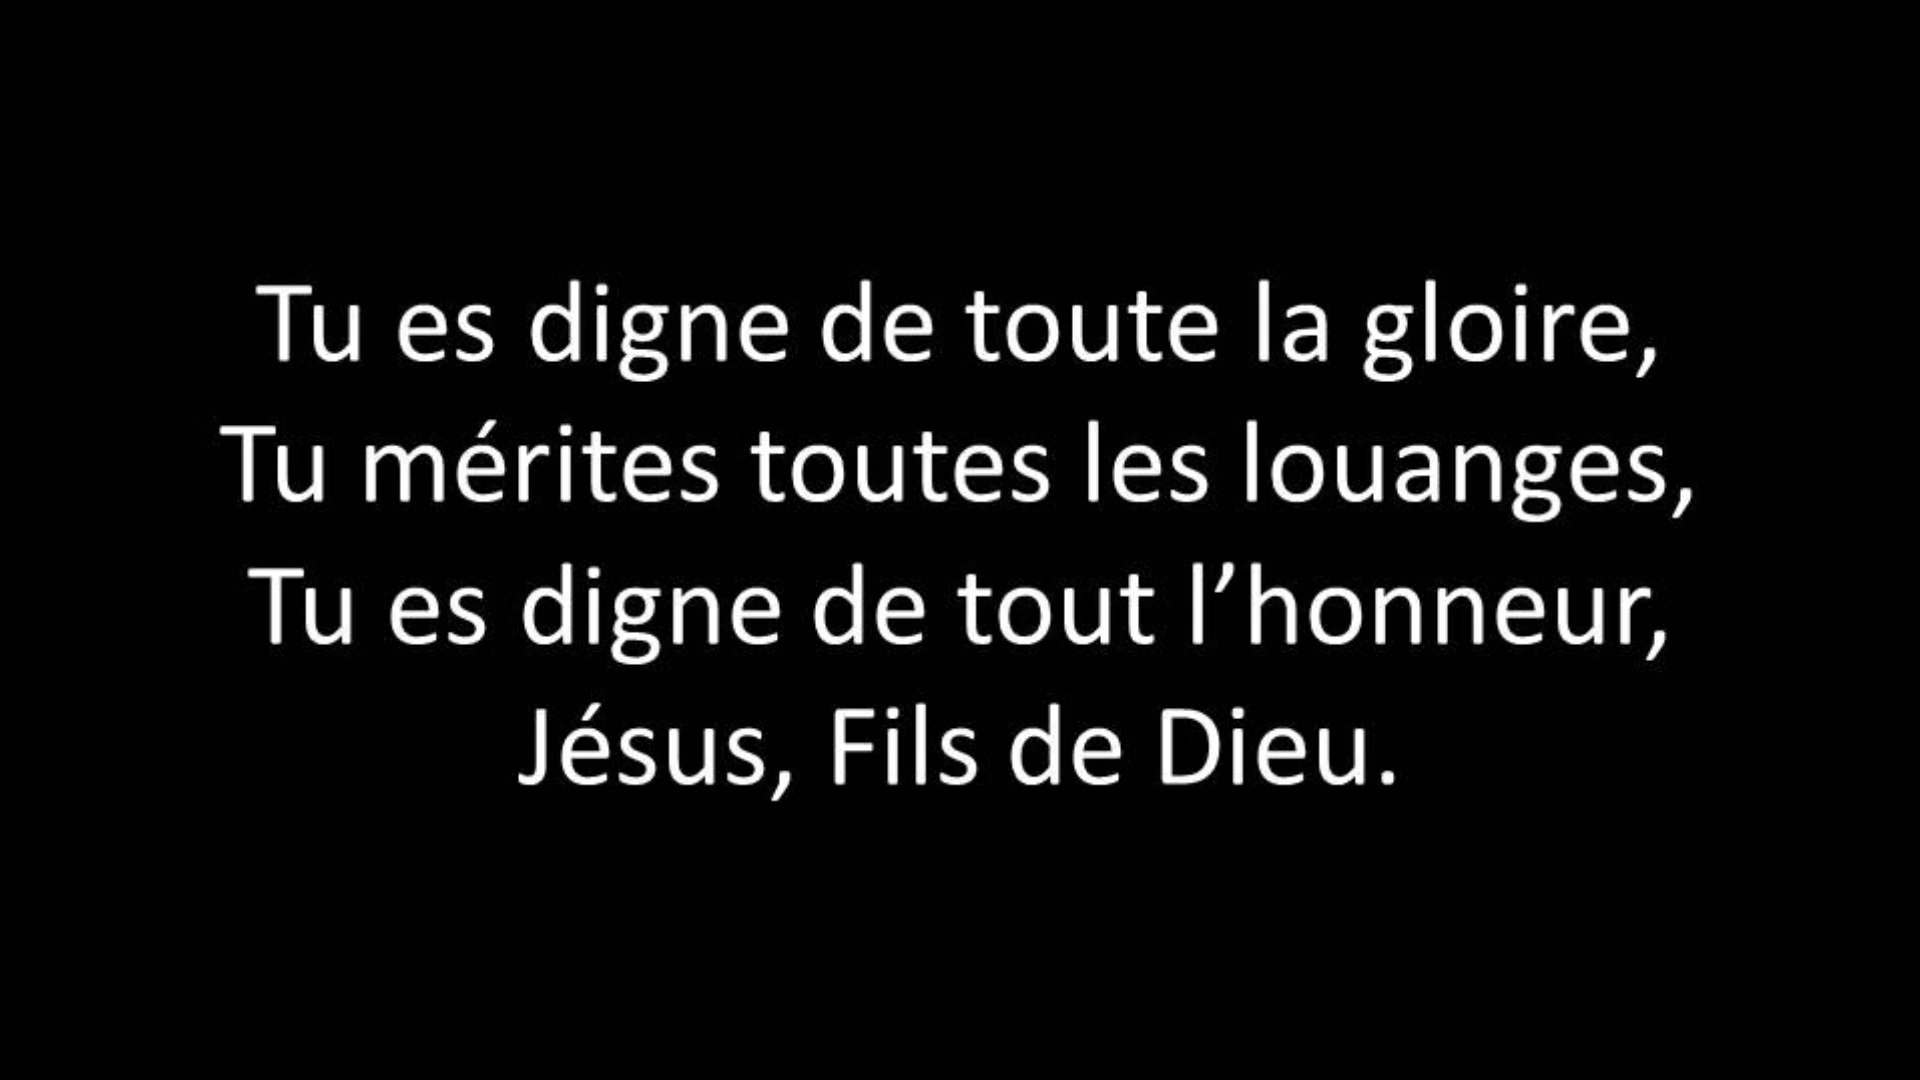 Tu es digne de toute la gloire,
Tu mérites toutes les louanges,
Tu es digne de tout l’honneur,
Jésus, Fils de Dieu.